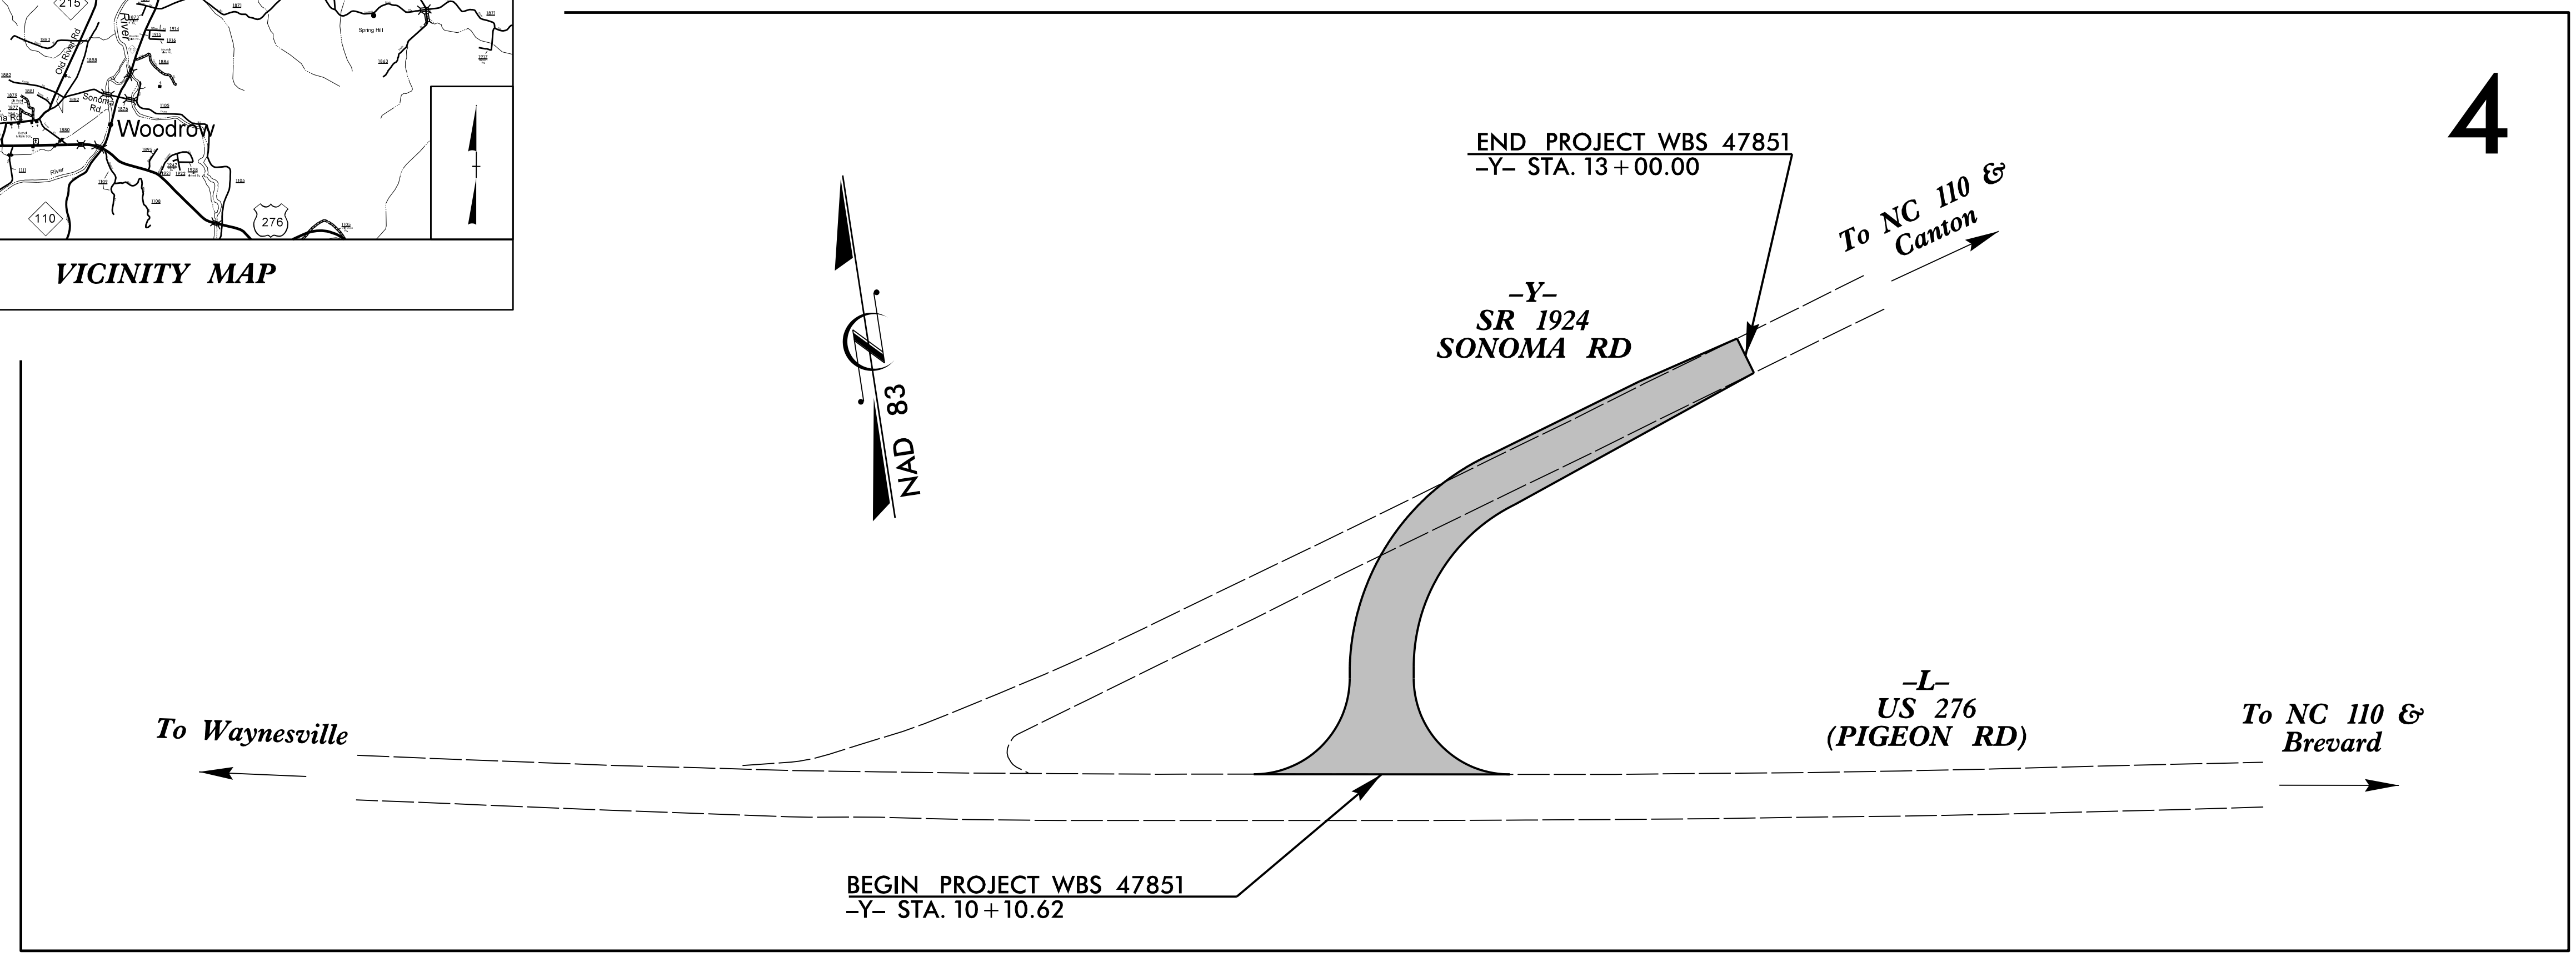 215
River
Old River Rd
Spring Hill
Sonoma
Rd.
Woodrow
River
110
276
VICINITY MAP
4
END PROJECT WBS 47851
–Y– STA. 13+00.00
To NC 110 &
Canton
–Y–
SR 1924
SONOMA RD
NAD 83
–L–
US 276
(PIGEON RD)
To Waynesville
To NC 110 &
Brevard
BEGIN PROJECT WBS 47851
–Y– STA. 10+10.62